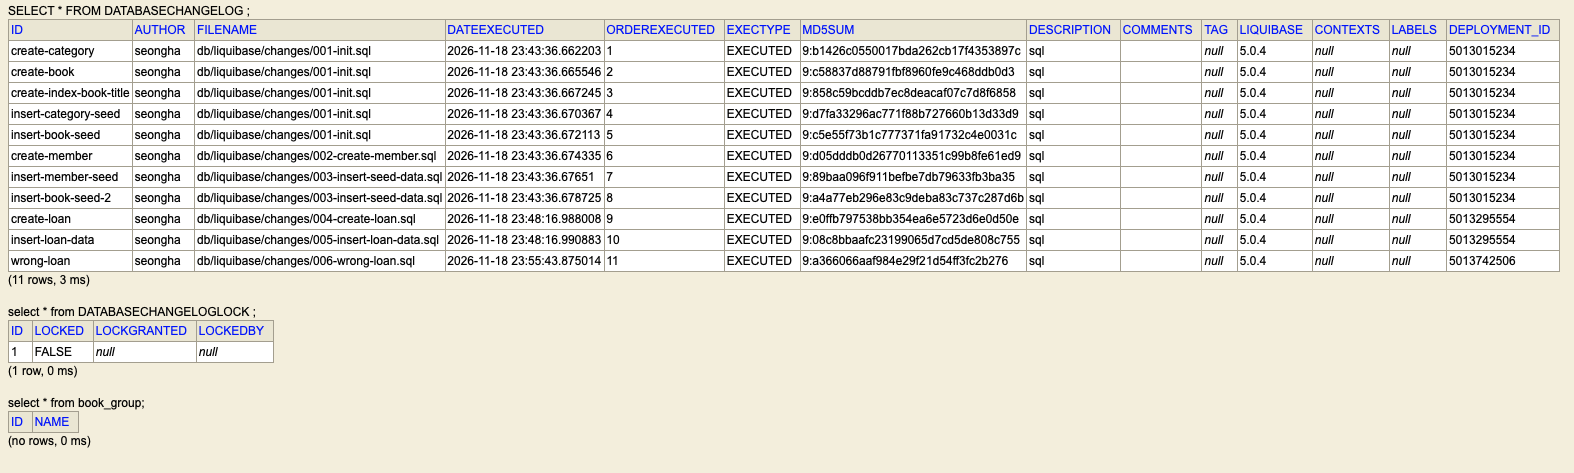 SELECT * FROM DATABASECHANGELOG ;
ID AUTHOR FILENAME DATEEXECUTED ORDEREXECUTED EXECTYPE MD5SUM DESCRIPTION COMMENTS TAG LIQUIBASE CONTEXTS LABELS DEPLOYMENT_ID
create-category seongha db/liquibase/changes/001-init.sql 2026-11-18 23:43:36.662203 1 EXECUTED 9:b1426c0550017bda262cb17f4353897c sql null 5.0.4 null null 5013015234
create-book seongha db/liquibase/changes/001-init.sql 2026-11-18 23:43:36.665546 2 EXECUTED 9:c58837d88791fbf8960fe9c468ddb0d3 sql null 5.0.4 null null 5013015234
create-index-book-title seongha db/liquibase/changes/001-init.sql 2026-11-18 23:43:36.667245 3 EXECUTED 9:858c59bcddb7ec8deacaf07c7d8f6858 sql null 5.0.4 null null 5013015234
insert-category-seed seongha db/liquibase/changes/001-init.sql 2026-11-18 23:43:36.670367 4 EXECUTED 9:d7fa33296ac771f88b727660b13d33d9 sql null 5.0.4 null null 5013015234
insert-book-seed seongha db/liquibase/changes/001-init.sql 2026-11-18 23:43:36.672113 5 EXECUTED 9:c5e55f73b1c777371fa91732c4e0031c sql null 5.0.4 null null 5013015234
create-member seongha db/liquibase/changes/002-create-member.sql 2026-11-18 23:43:36.674335 6 EXECUTED 9:d05dddb0d26770113351c99b8fe61ed9 sql null 5.0.4 null null 5013015234
insert-member-seed seongha db/liquibase/changes/003-insert-seed-data.sql 2026-11-18 23:43:36.67651 7 EXECUTED 9:89baa096f911befbe7db79633fb3ba35 sql null 5.0.4 null null 5013015234
insert-book-seed-2 seongha db/liquibase/changes/003-insert-seed-data.sql 2026-11-18 23:43:36.678725 8 EXECUTED 9:a4a77eb296e83c9deba83c737c287d6b sql null 5.0.4 null null 5013015234
create-loan seongha db/liquibase/changes/004-create-loan.sql 2026-11-18 23:48:16.988008 9 EXECUTED 9:e0ffb797538bb354ea6e5723d6e0d50e sql null 5.0.4 null null 5013295554
insert-loan-data seongha db/liquibase/changes/005-insert-loan-data.sql 2026-11-18 23:48:16.990883 10 EXECUTED 9:08c8bbaafc23199065d7cd5de808c755 sql null 5.0.4 null null 5013295554
wrong-loan seongha db/liquibase/changes/006-wrong-loan.sql 2026-11-18 23:55:43.875014 11 EXECUTED 9:a366066aaf984e29f21d54ff3fc2b276 sql null 5.0.4 null null 5013742506
(11 rows, 3 ms)
select * from DATABASECHANGELOGLOCK ;
ID LOCKED LOCKGRANTED LOCKEDBY
1 FALSE null null
(1 row, 0 ms)
select * from book_group;
ID NAME
(no rows, 0 ms)